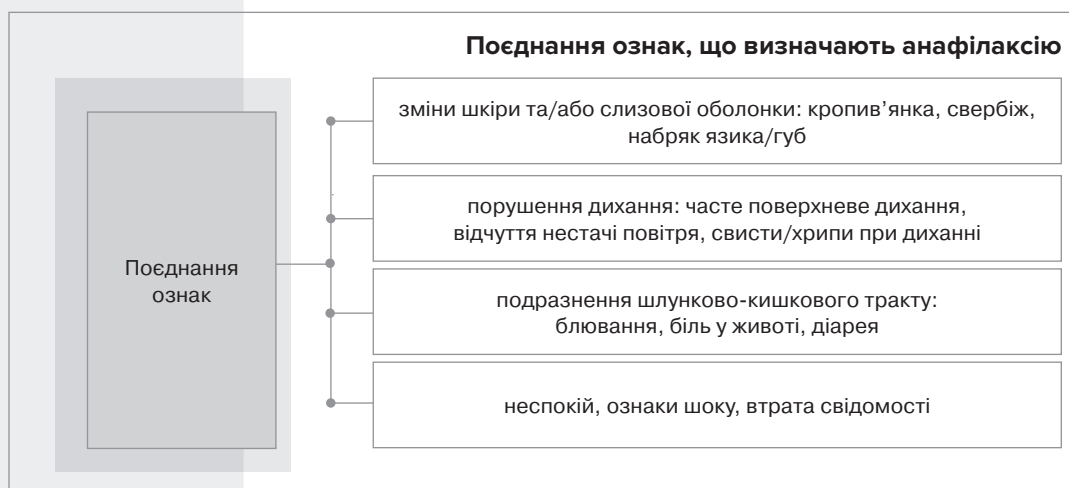 Поєднання ознак, що визначають анафілаксію
Поєднання
ознак
зміни шкіри та/або слизової оболонки: кропив’янка, свербіж,
набряк язика/губ
порушення дихання: часте поверхневе дихання,
відчуття нестачі повітря, свисти/хрипи при диханні
подразнення шлунково-кишкового тракту:
блювання, біль у животі, діарея
неспокій, ознаки шоку, втрата свідомості